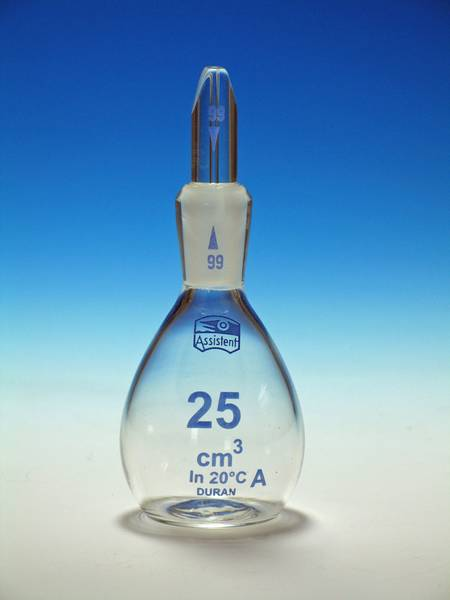 99
99
Assistent
25
cm³
In 20°C A
DURAN